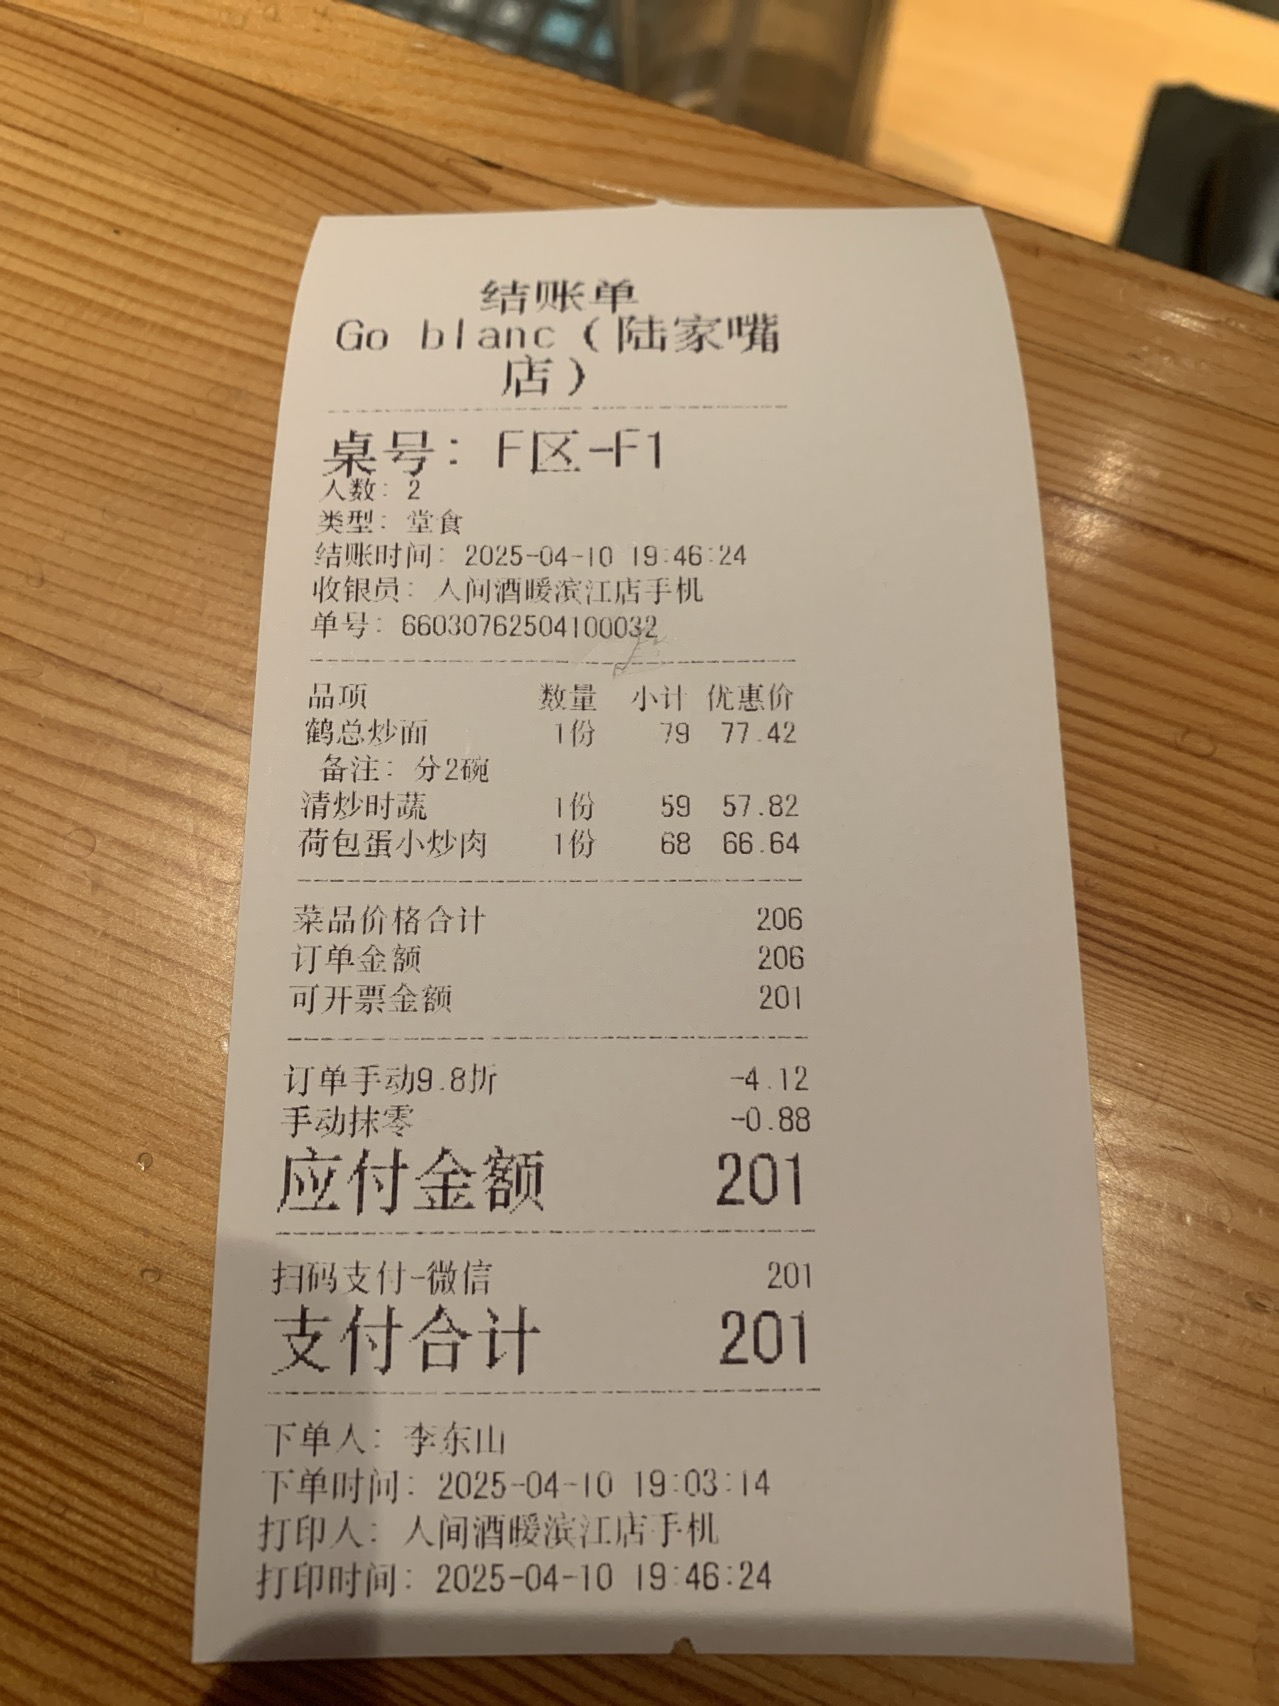 结账单
Go blanc(陆家嘴
店)
桌号: F区-F1
人数: 2
类型: 堂食
结账时间: 2025-04-10 19:46:24
收银员: 人间酒暖滨江店手机
单号: 66030762504100032
品项 数量 小计 优惠价
鹤总炒面 1份 79 77.42
备注: 分2碗
清炒时蔬 1份 59 57.82
荷包蛋小炒肉 1份 68 66.64
菜品价格合计 206
订单金额 206
可开票金额 201
订单手动9.8折 -4.12
手动抹零 -0.88
应付金额 201
扫码支付-微信 201
支付合计 201
下单人: 李东山
下单时间: 2025-04-10 19:03:14
打印人: 人间酒暖滨江店手机
打印时间: 2025-04-10 19:46:24